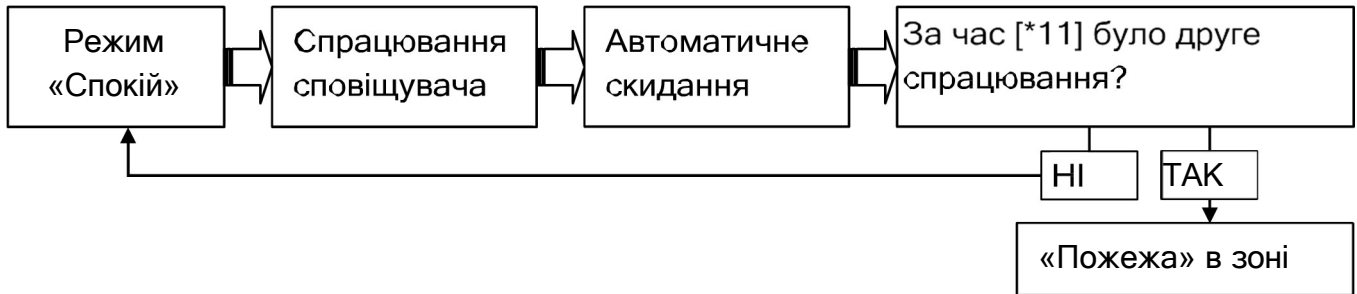 Режим
«Спокій»
Спрацювання
сповіщувача
Автоматичне
скидання
За час [*11] було друге
спрацювання?
НІ
ТАК
«Пожежа» в зоні